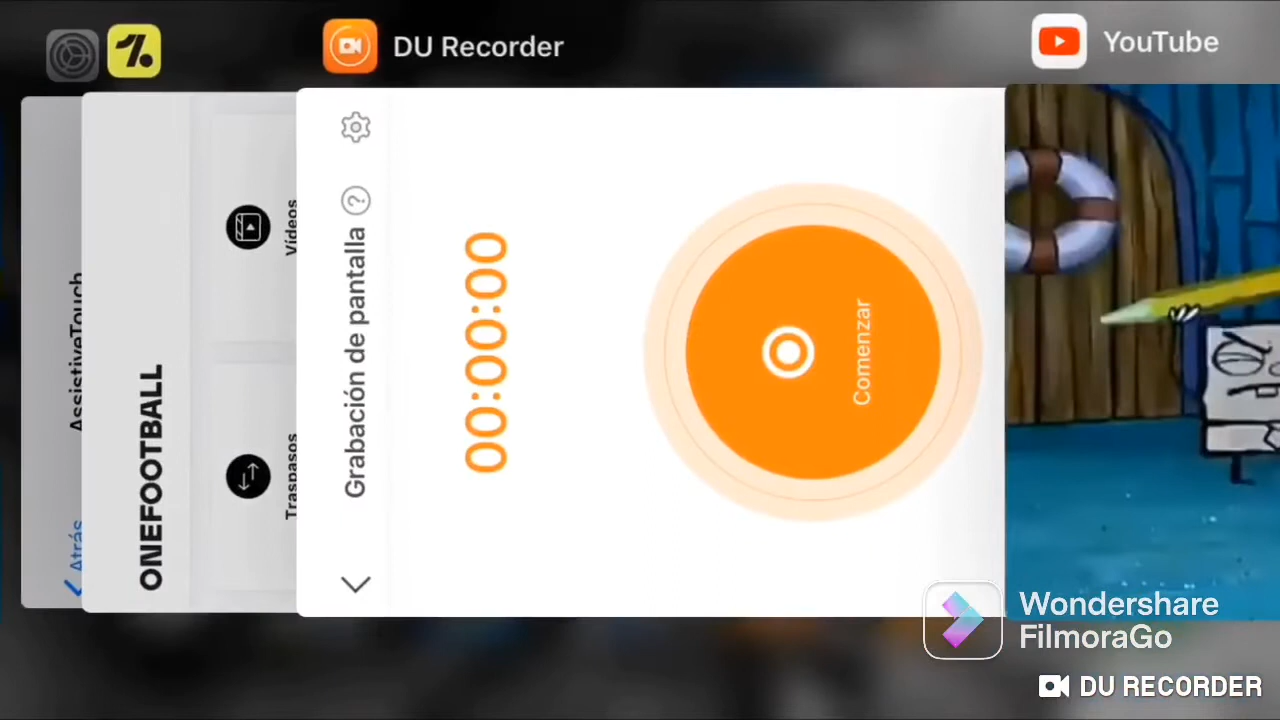 DU Recorder
YouTube
AssistiveTouch
Atrás
ONEFOOTBALL
Vídeos
Traspasos
Grabación de pantalla
00:00:00
Comenzar
Wondershare
FilmoraGo
DU RECORDER